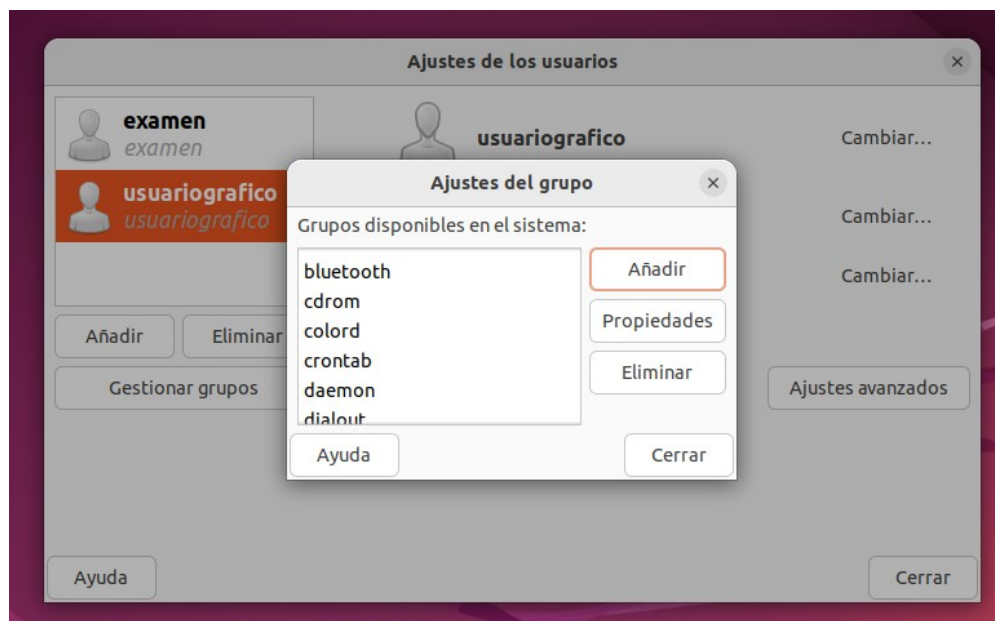 Ajustes de los usuarios
examen
examen
usuariografico
Cambiar...
usuariografico
usuariografico
Cambiar...
Cambiar...
Ajustes del grupo
Grupos disponibles en el sistema:
bluetooth
cdrom
colord
crontab
daemon
dialout
Añadir
Propiedades
Eliminar
Ayuda
Cerrar
Añadir
Eliminar
Gestionar grupos
Ajustes avanzados
Ayuda
Cerrar